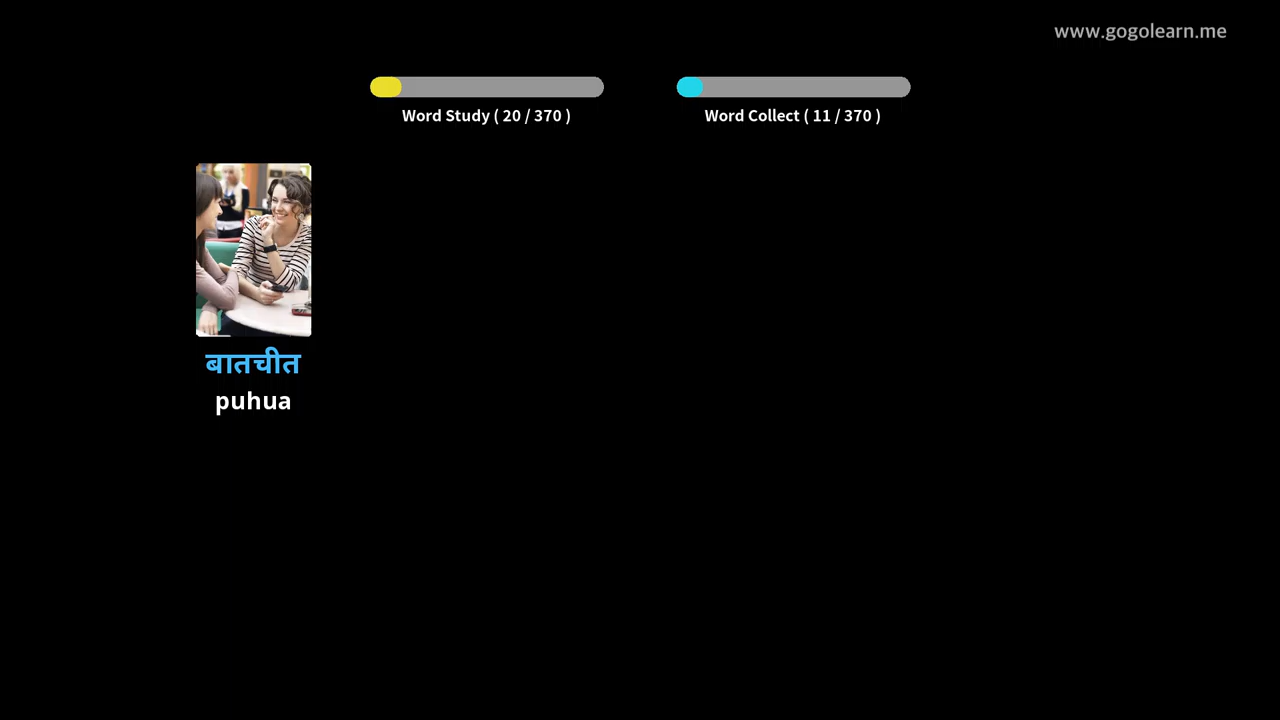 www.gogolearn.me
Word Study ( 20 / 370 )
Word Collect ( 11 / 370 )
बातचीत
puhua